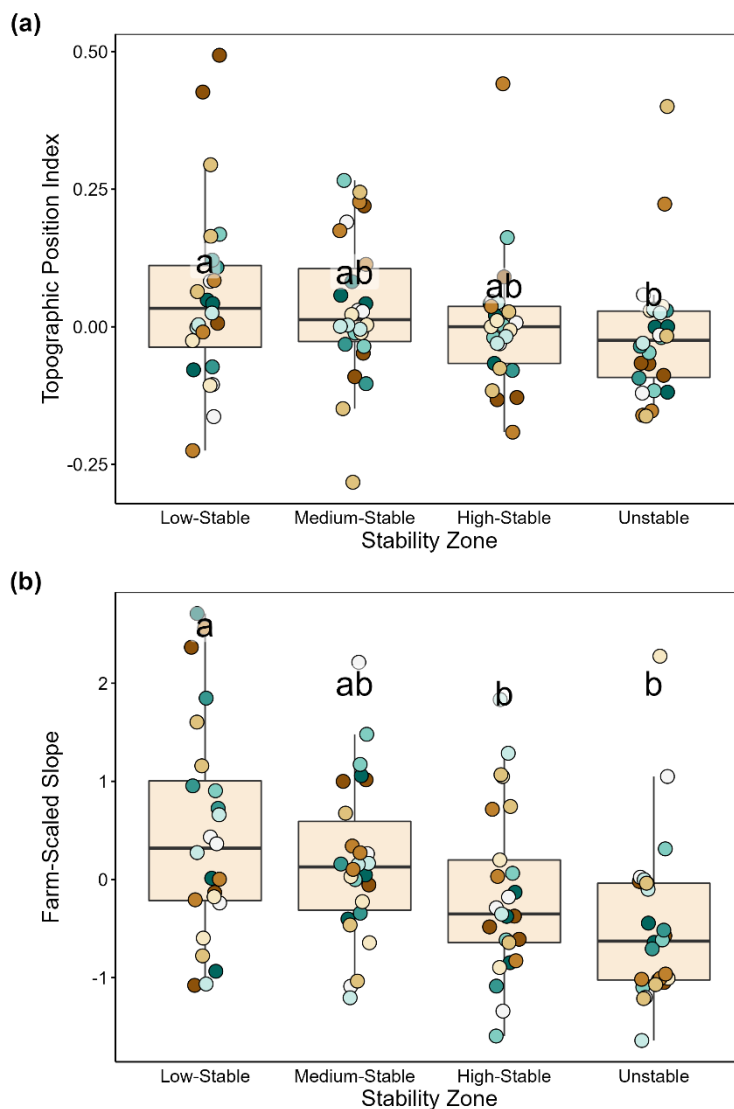 (a)
Topographic Position Index
0.50
0.25
0.00
-0.25
a
ab
ab
b
Low-Stable
Medium-Stable
High-Stable
Unstable
Stability Zone
(b)
Farm-Scaled Slope
2
1
0
-1
a
ab
b
b
Low-Stable
Medium-Stable
High-Stable
Unstable
Stability Zone